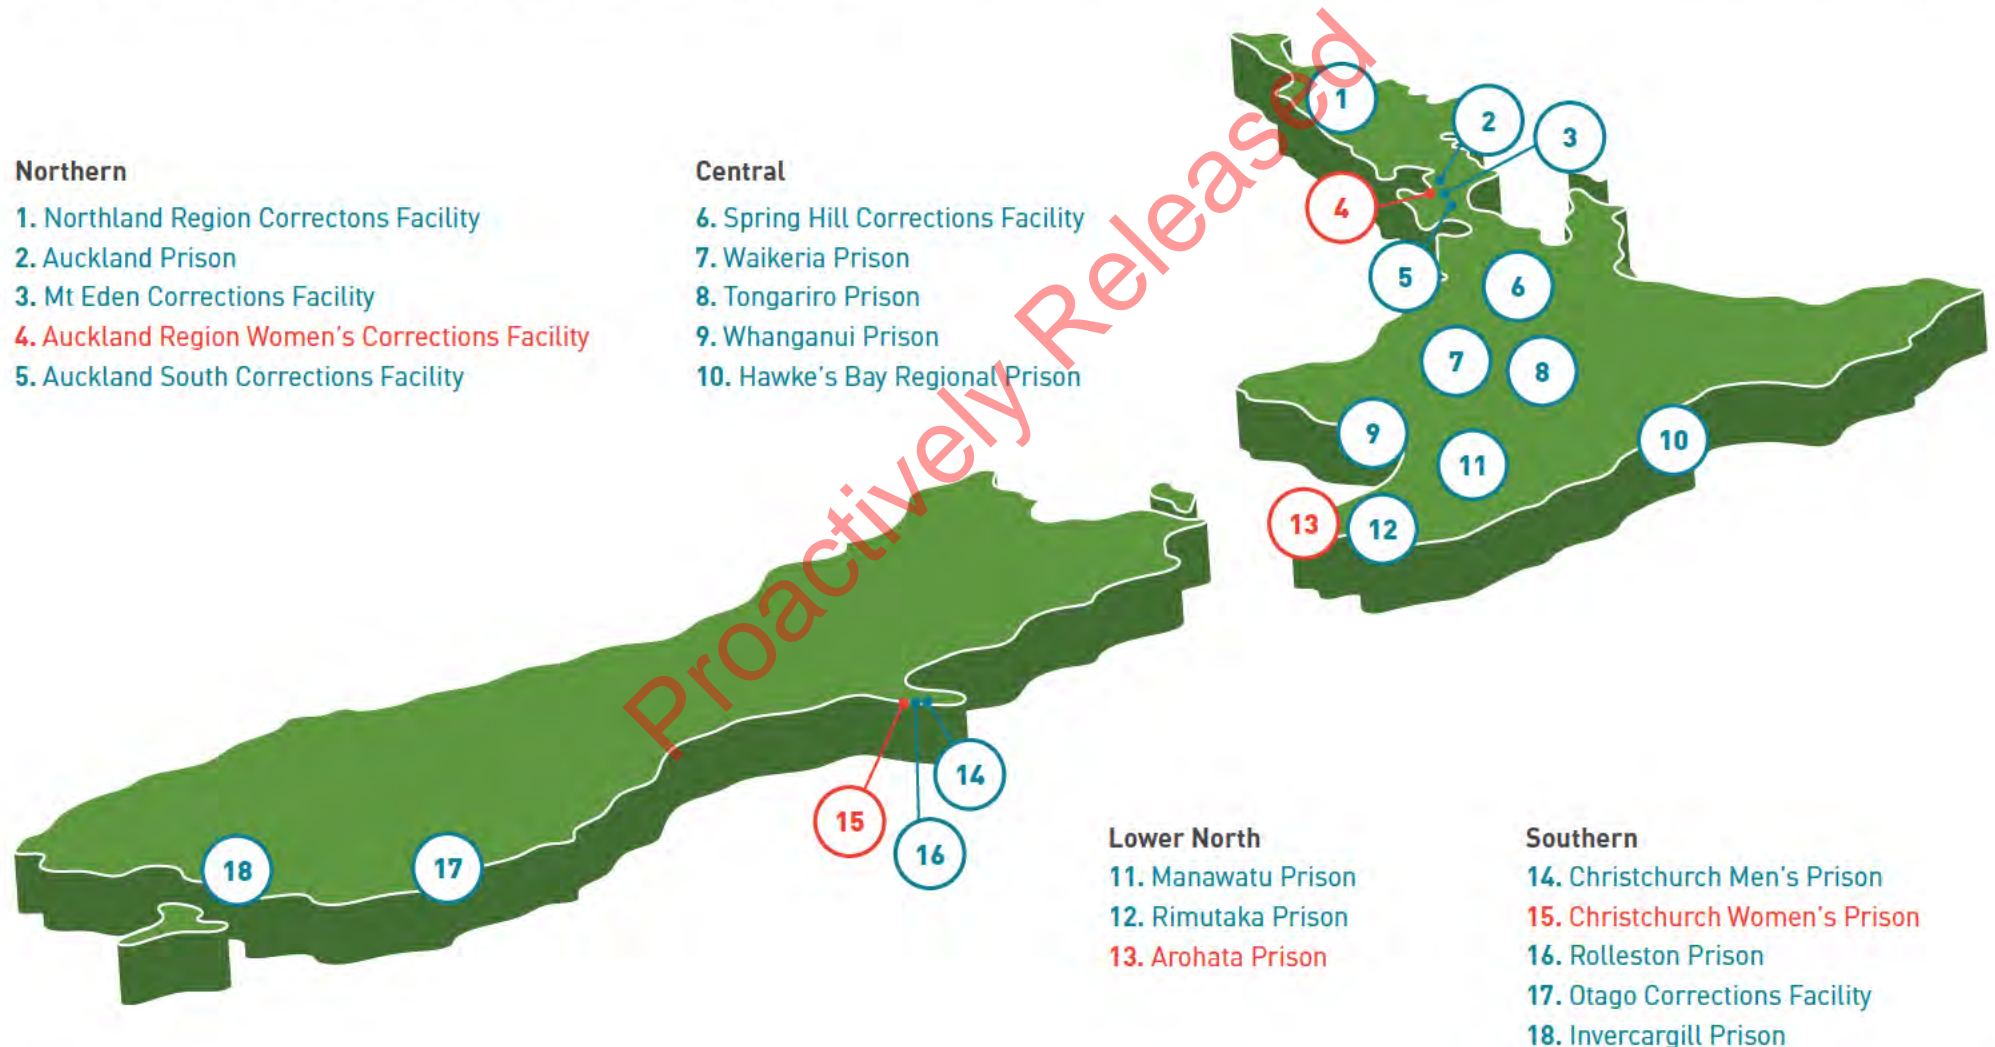 Northern
1. Northland Region Correctons Facility
2. Auckland Prison
3. Mt Eden Corrections Facility
4. Auckland Region Women's Corrections Facility
5. Auckland South Corrections Facility
Central
6. Spring Hill Corrections Facility
7. Waikeria Prison
8. Tongariro Prison
9. Whanganui Prison
10. Hawke's Bay Regional Prison
1
2
3
4
5
6
7
8
9
10
11
12
13
Proactively Released
14
15
16
17
18
Lower North
11. Manawatu Prison
12. Rimutaka Prison
13. Arohata Prison
Southern
14. Christchurch Men's Prison
15. Christchurch Women's Prison
16. Rolleston Prison
17. Otago Corrections Facility
18. Invercargill Prison